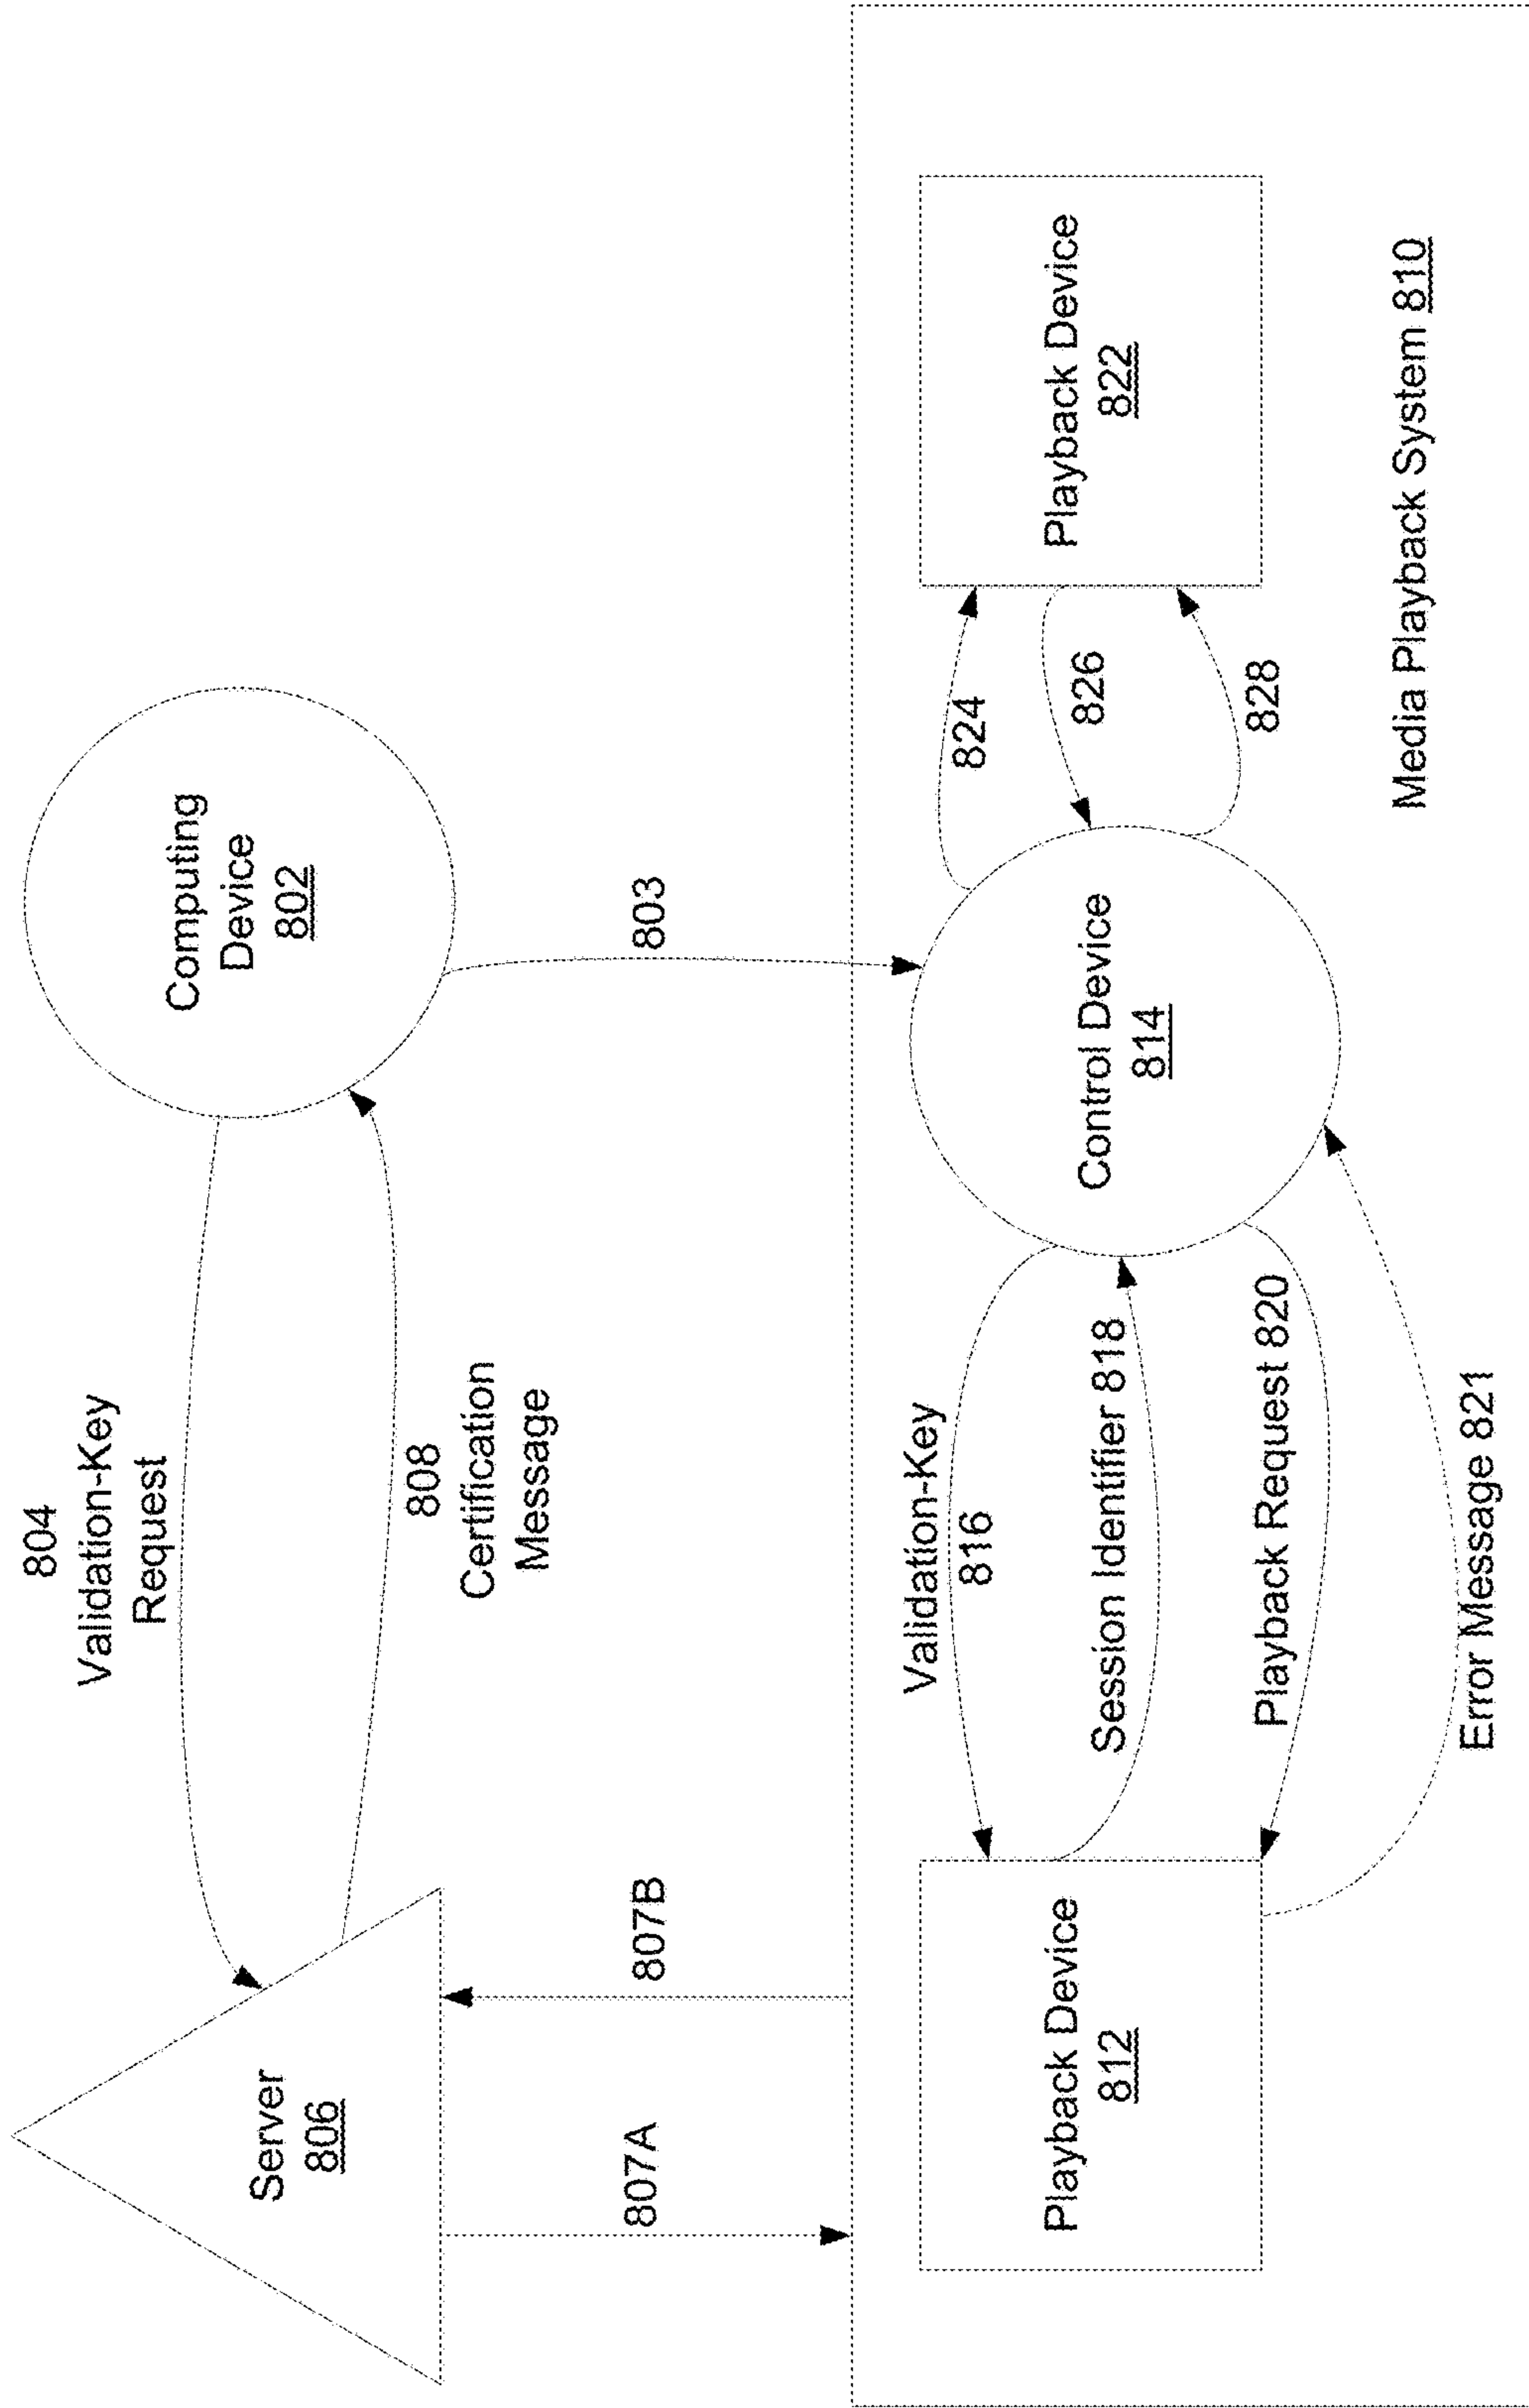 804
Validation-Key
Request
Computing
Device
802
Server
806
808
Certification
Message
807A
807B
803
Validation-Key
816
824
Playback Device
812
Session Identifier 818
Control Device
814
826
Playback Device
822
Playback Request 820
828
Error Message 821
Media Playback System 810